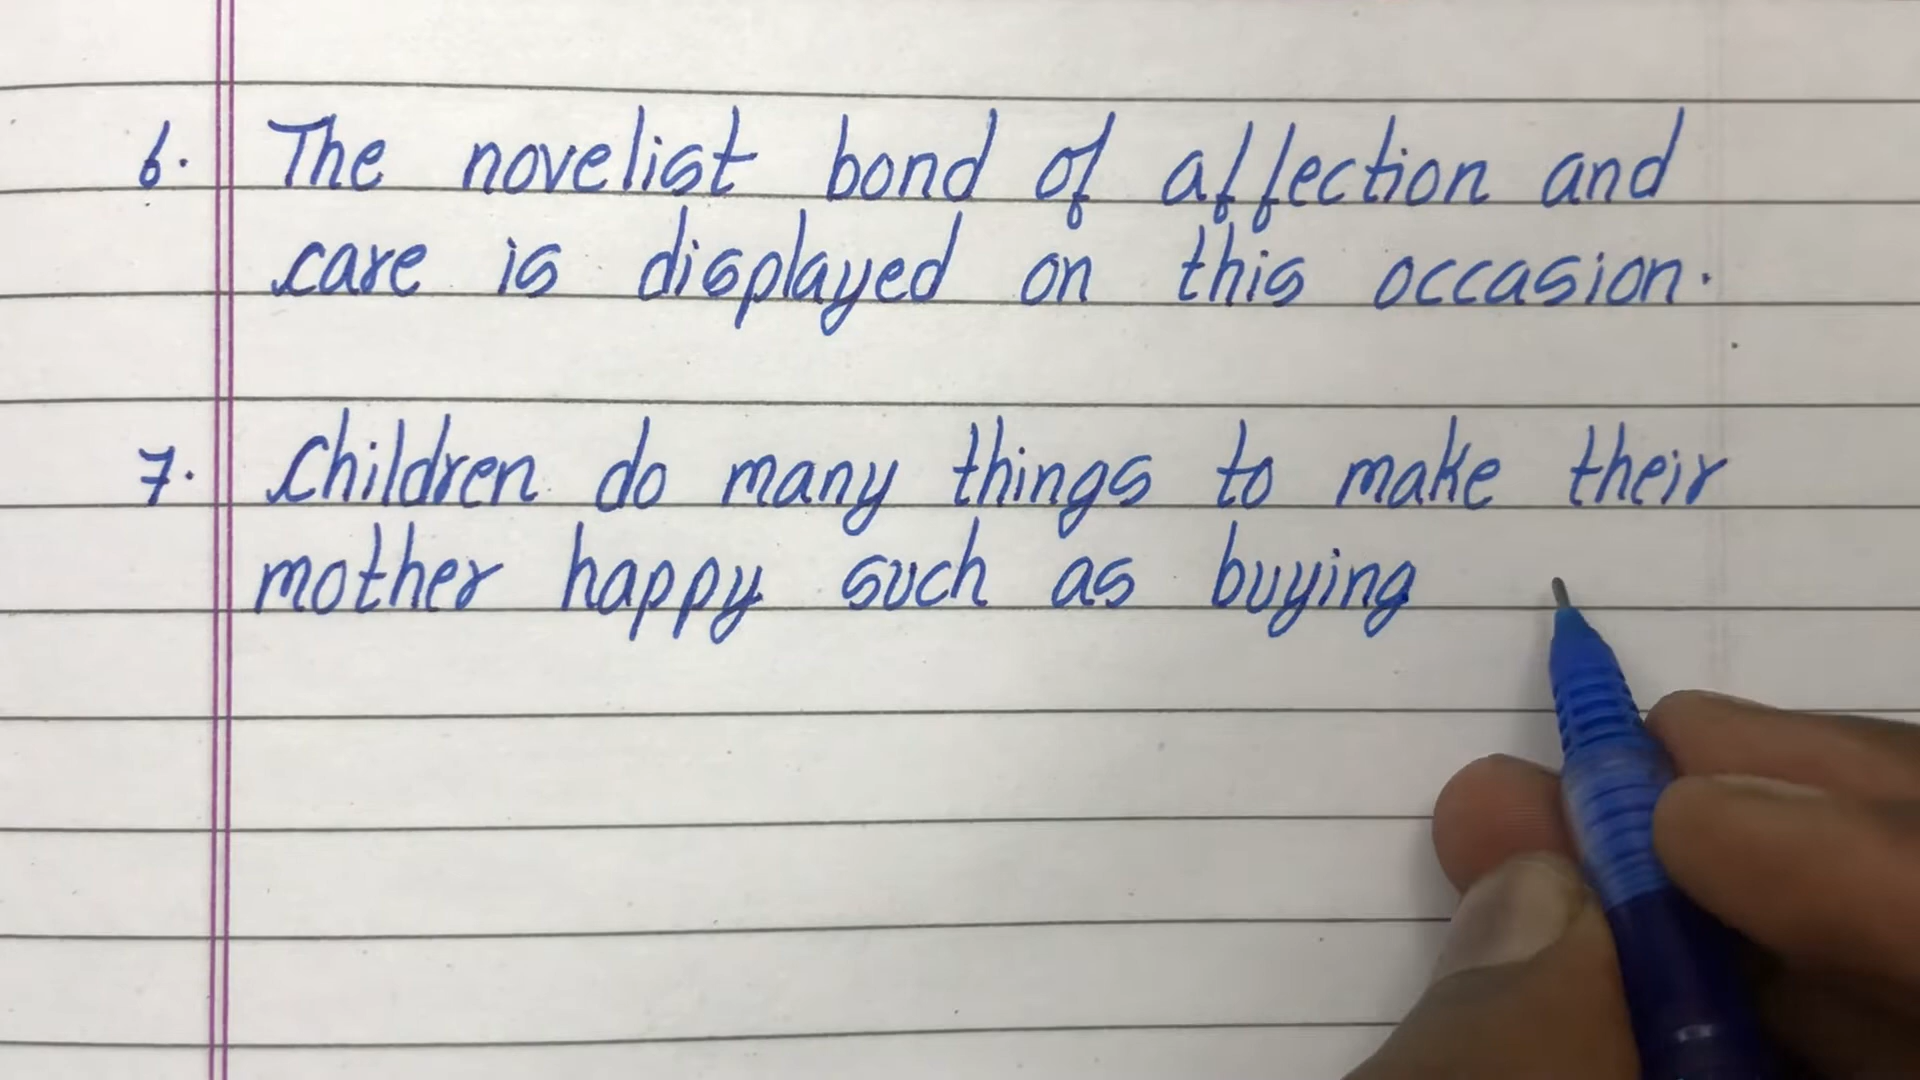 6. The novelist bond of affection and
care is displayed on this occasion.
7. Children do many things to make their
mother happy such as buying